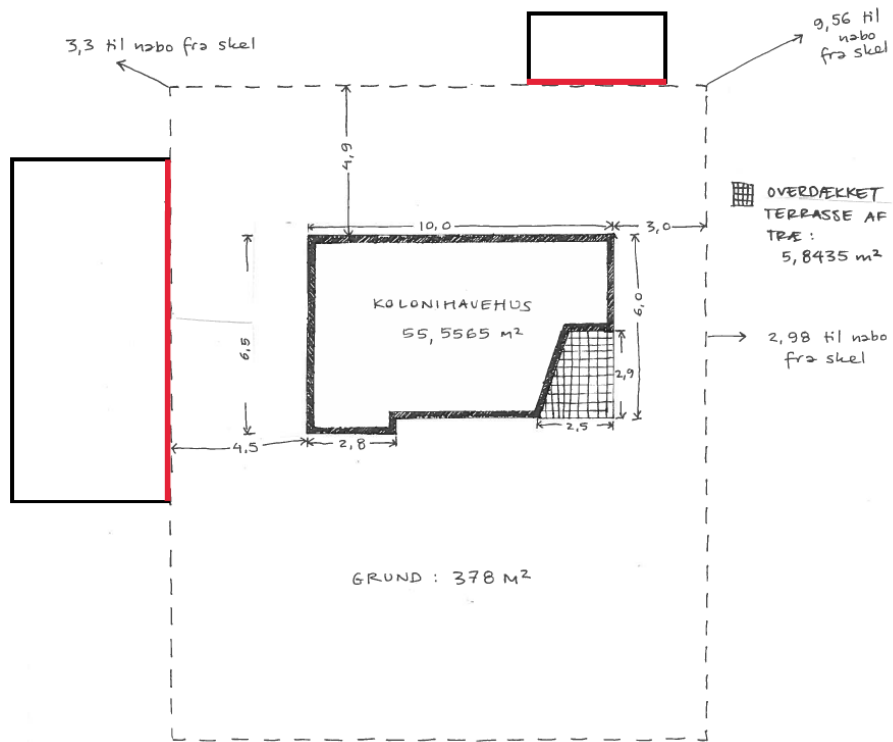 3,3 til nabo fra skel
9,56 til
nabo
fra skel
4,9
OVERDÆKKET
TERRASSE AF
TRÆ :
5,8435 m²
10,0
3,0
KOLONIHAVEHUS
55,5565 m²
6,0
6,5
2,98 til nabo
fra skel
2,9
2,5
4,5
2,8
GRUND : 378 M²